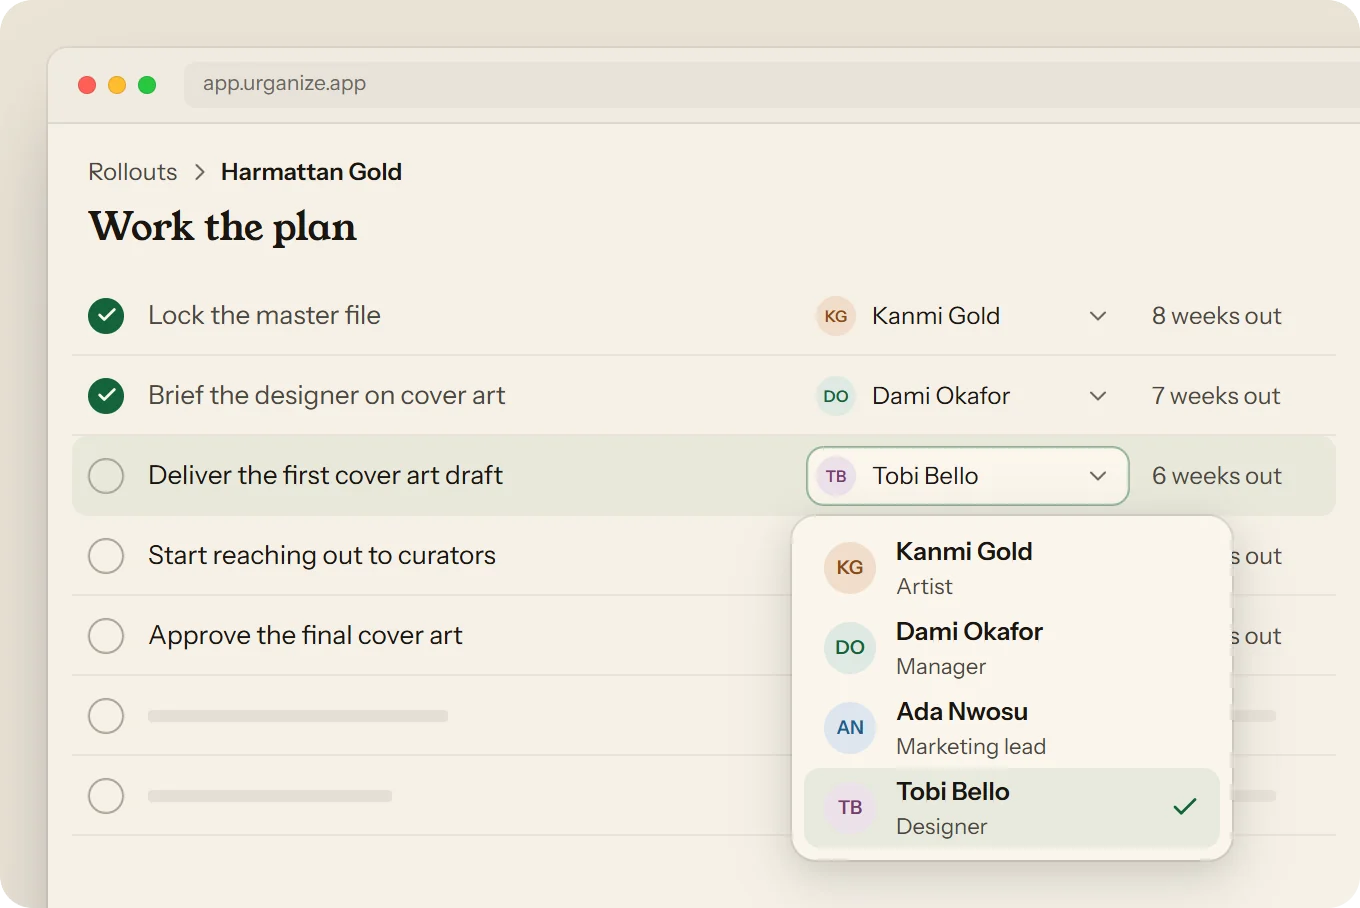 app.urganize.app
Rollouts > Harmattan Gold
Work the plan
Lock the master file KG Kanmi Gold 8 weeks out
Brief the designer on cover art DO Dami Okafor 7 weeks out
Deliver the first cover art draft TB Tobi Bello 6 weeks out
Start reaching out to curators s out
Approve the final cover art s out
KG Kanmi Gold
Artist
DO Dami Okafor
Manager
AN Ada Nwosu
Marketing lead
TB Tobi Bello
Designer